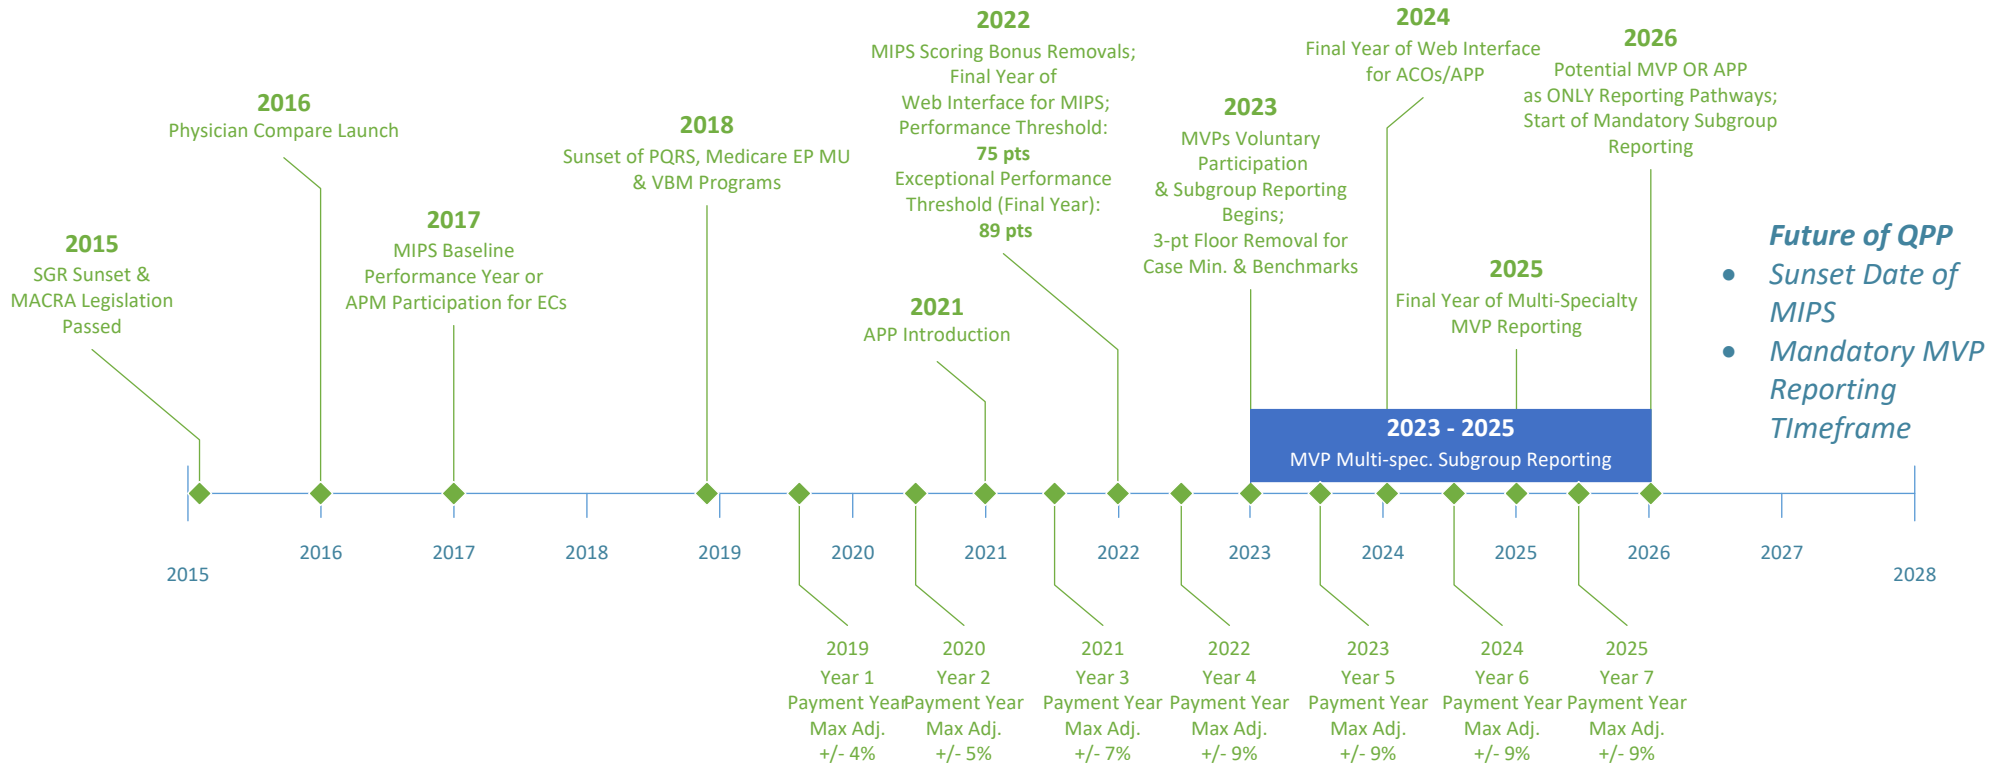 2015
SGR Sunset &
MACRA Legislation
Passed
2016
Physician Compare Launch
2017
MIPS Baseline
Performance Year or
APM Participation for ECs
2018
Sunset of PQRS, Medicare EP MU
& VBM Programs
2021
APP Introduction
2022
MIPS Scoring Bonus Removals;
Final Year of
Web Interface for MIPS;
Performance Threshold:
75 pts
Exceptional Performance
Threshold (Final Year):
89 pts
2023
MVPs Voluntary
Participation
& Subgroup Reporting
Begins;
3-pt Floor Removal for
Case Min. & Benchmarks
2024
Final Year of Web Interface
for ACOs/APP
2025
Final Year of Multi-Specialty
MVP Reporting
2026
Potential MVP OR APP
as ONLY Reporting Pathways;
Start of Mandatory Subgroup
Reporting
Future of QPP
• Sunset Date of
MIPS
• Mandatory MVP
Reporting
TImeframe
2023 - 2025
MVP Multi-spec. Subgroup Reporting
2015
2016
2017
2018
2019
2020
2021
2022
2023
2024
2025
2026
2027
2028
2019
Year 1
Payment Year
Max Adj.
+/- 4%
2020
Year 2
Payment Year
Max Adj.
+/- 5%
2021
Year 3
Payment Year
Max Adj.
+/- 7%
2022
Year 4
Payment Year
Max Adj.
+/- 9%
2023
Year 5
Payment Year
Max Adj.
+/- 9%
2024
Year 6
Payment Year
Max Adj.
+/- 9%
2025
Year 7
Payment Year
Max Adj.
+/- 9%